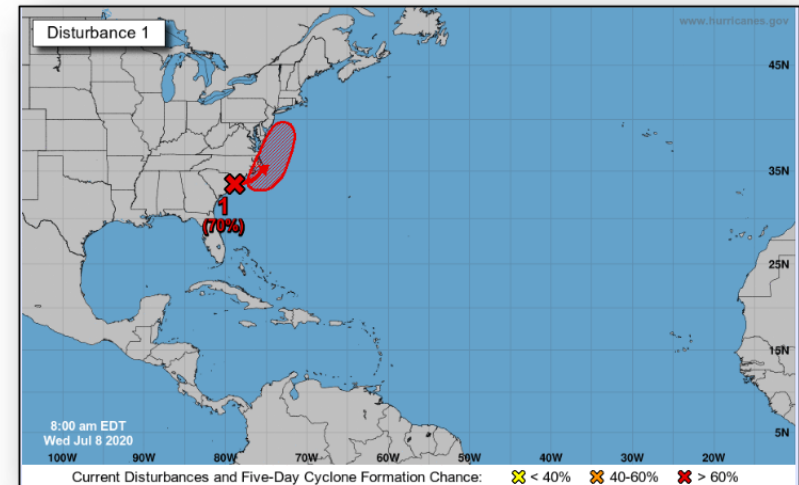 Disturbance 1
www.hurricanes.gov
45N
35N
1
(70%)
25N
15N
5N
8:00 am EDT
Wed Jul 8 2020
100W 90W 80W 70W 60W 50W 40W 30W 20W
Current Disturbances and Five-Day Cyclone Formation Chance: < 40% 40-60% > 60%